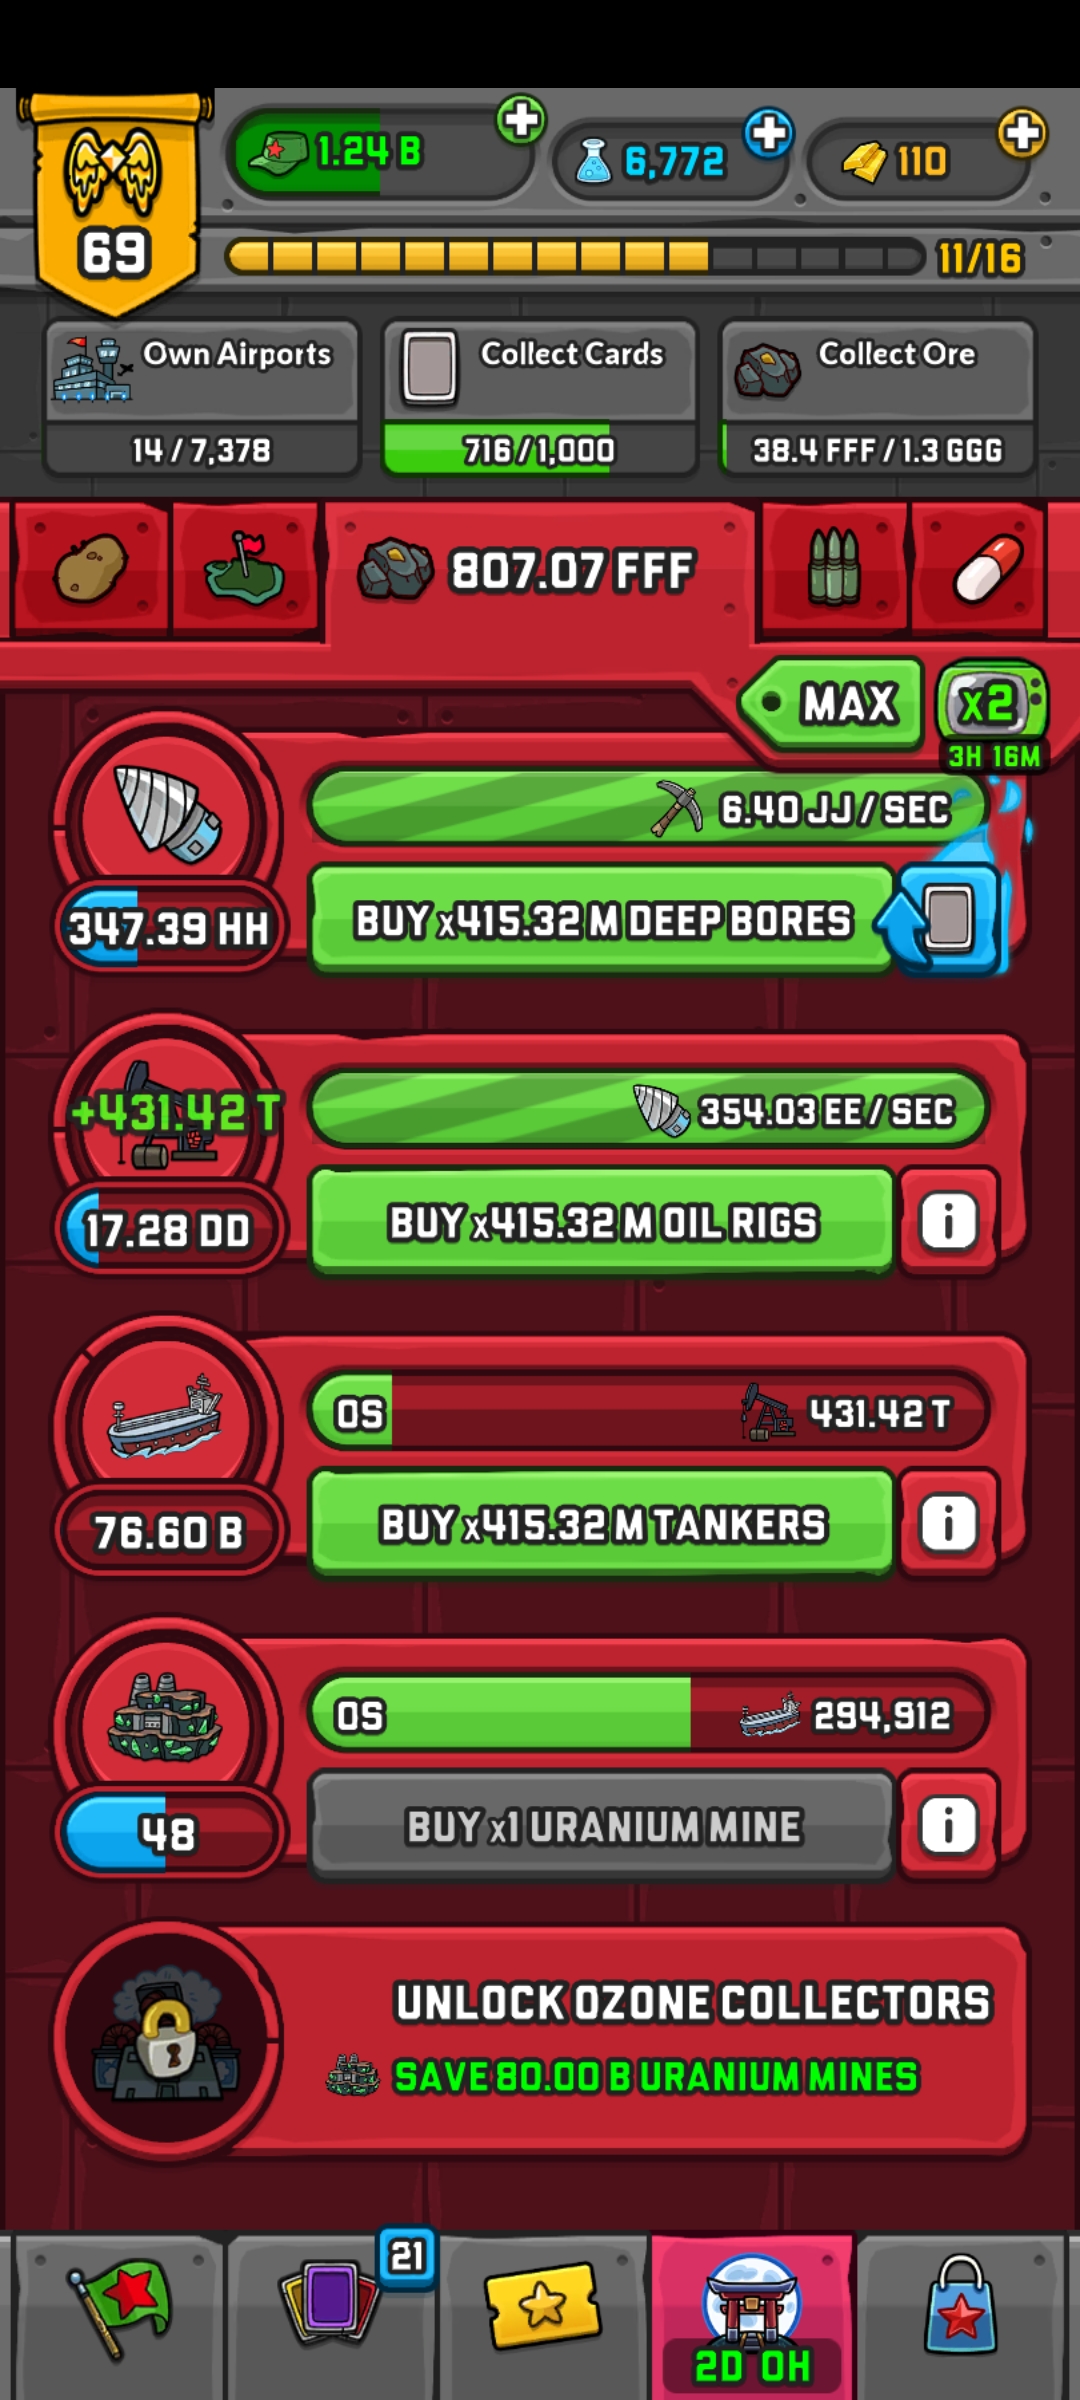 69
1.24 B
6,772
110
11/16
Own Airports
14 / 7,378
Collect Cards
716 / 1,000
Collect Ore
38.4 FFF / 1.3 GGG
807.07 FFF
MAX
x2
3H 16M
6.40 JJ / SEC
347.39 HH
BUY x415.32 M DEEP BORES
+431.42 T
354.03 EE / SEC
17.28 DD
BUY x415.32 M OIL RIGS
i
0S
431.42 T
76.60 B
BUY x415.32 M TANKERS
i
0S
294,912
48
BUY x1 URANIUM MINE
i
UNLOCK OZONE COLLECTORS
SAVE 80.00 B URANIUM MINES
21
2D 0H